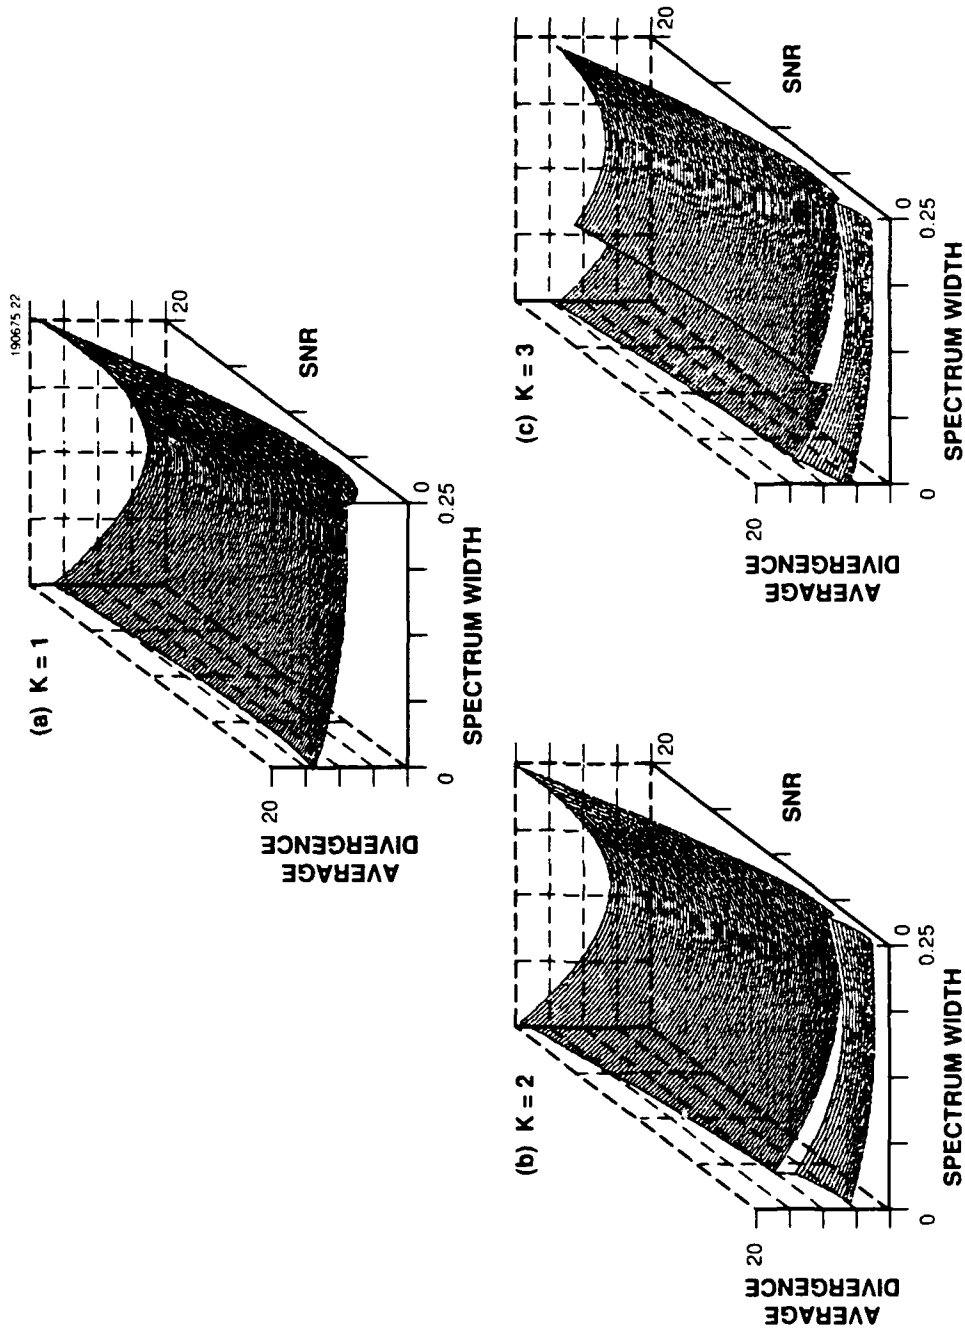 190675 22
(a) K = 1
20
AVERAGE
DIVERGENCE
20
SNR
0
0
0.25
SPECTRUM WIDTH
(b) K = 2
20
AVERAGE
DIVERGENCE
20
SNR
0
0
0.25
SPECTRUM WIDTH
(c) K = 3
20
AVERAGE
DIVERGENCE
20
SNR
0
0
0.25
SPECTRUM WIDTH